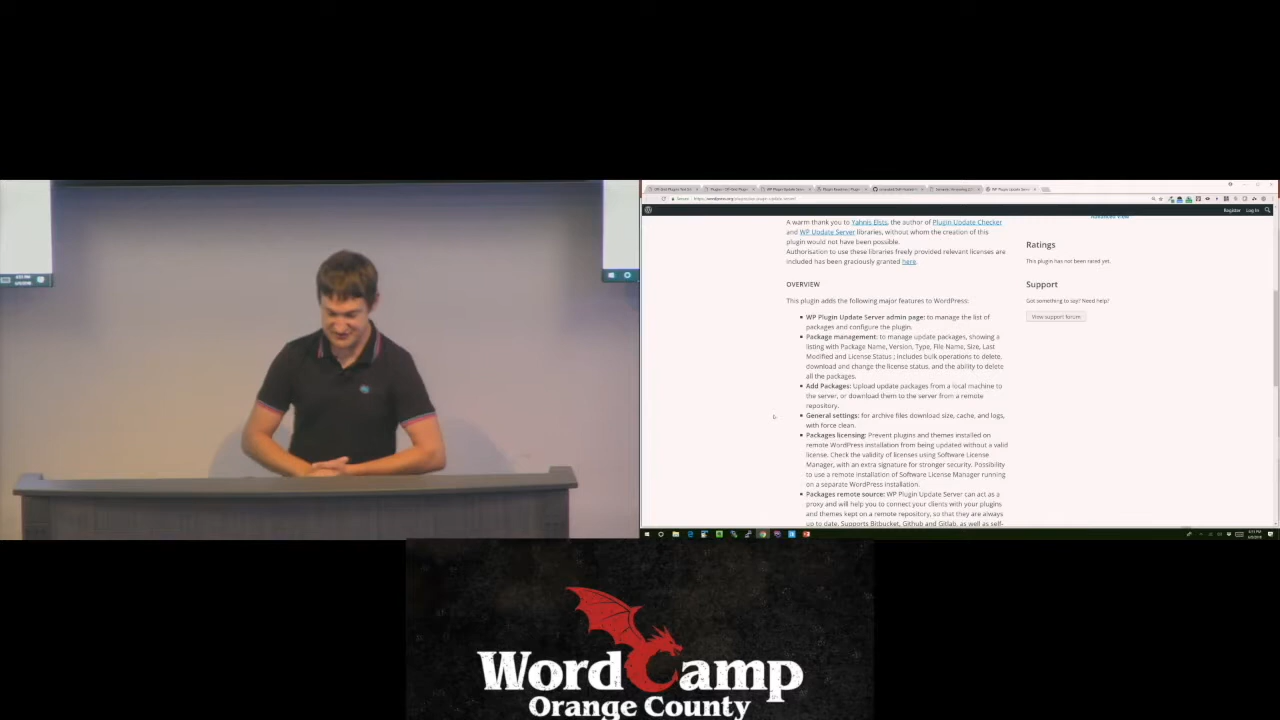 WP Plugin Update Serv
Register
Log In
A warm thank you to Yahnis Elsts, the author of Plugin Update Checker
and WP Update Server libraries, without whom the creation of this
plugin would not have been possible.
Authorisation to use these libraries freely provided relevant licenses are
included has been graciously granted here.
OVERVIEW
This plugin adds the following major features to WordPress:
WP Plugin Update Server admin page: to manage the list of
packages and configure the plugin.
Package management: to manage update packages, showing a
listing with Package Name, Version, Type, File Name, Size, Last
Modified and License Status ; includes bulk operations to delete,
download and change the license status, and the ability to delete
all the packages.
Add Packages: Upload update packages from a local machine to
the server, or download them to the server from a remote
repository.
General settings: for archive files download size, cache, and logs,
with force clean.
Packages licensing: Prevent plugins and themes installed on
remote WordPress installation from being updated without a valid
license. Check the validity of licenses using Software License
Manager, with an extra signature for stronger security. Possibility
to use a remote installation of Software License Manager running
on a separate WordPress installation.
Packages remote source: WP Plugin Update Server can act as a
proxy and will help you to connect your clients with your plugins
and themes kept on a remote repository, so that they are always
up to date. Supports Bitbucket, Github and Gitlab, as well as self-
Ratings
This plugin has not been rated yet.
Support
Got something to say? Need help?
View support forum
WordCamp
Orange County